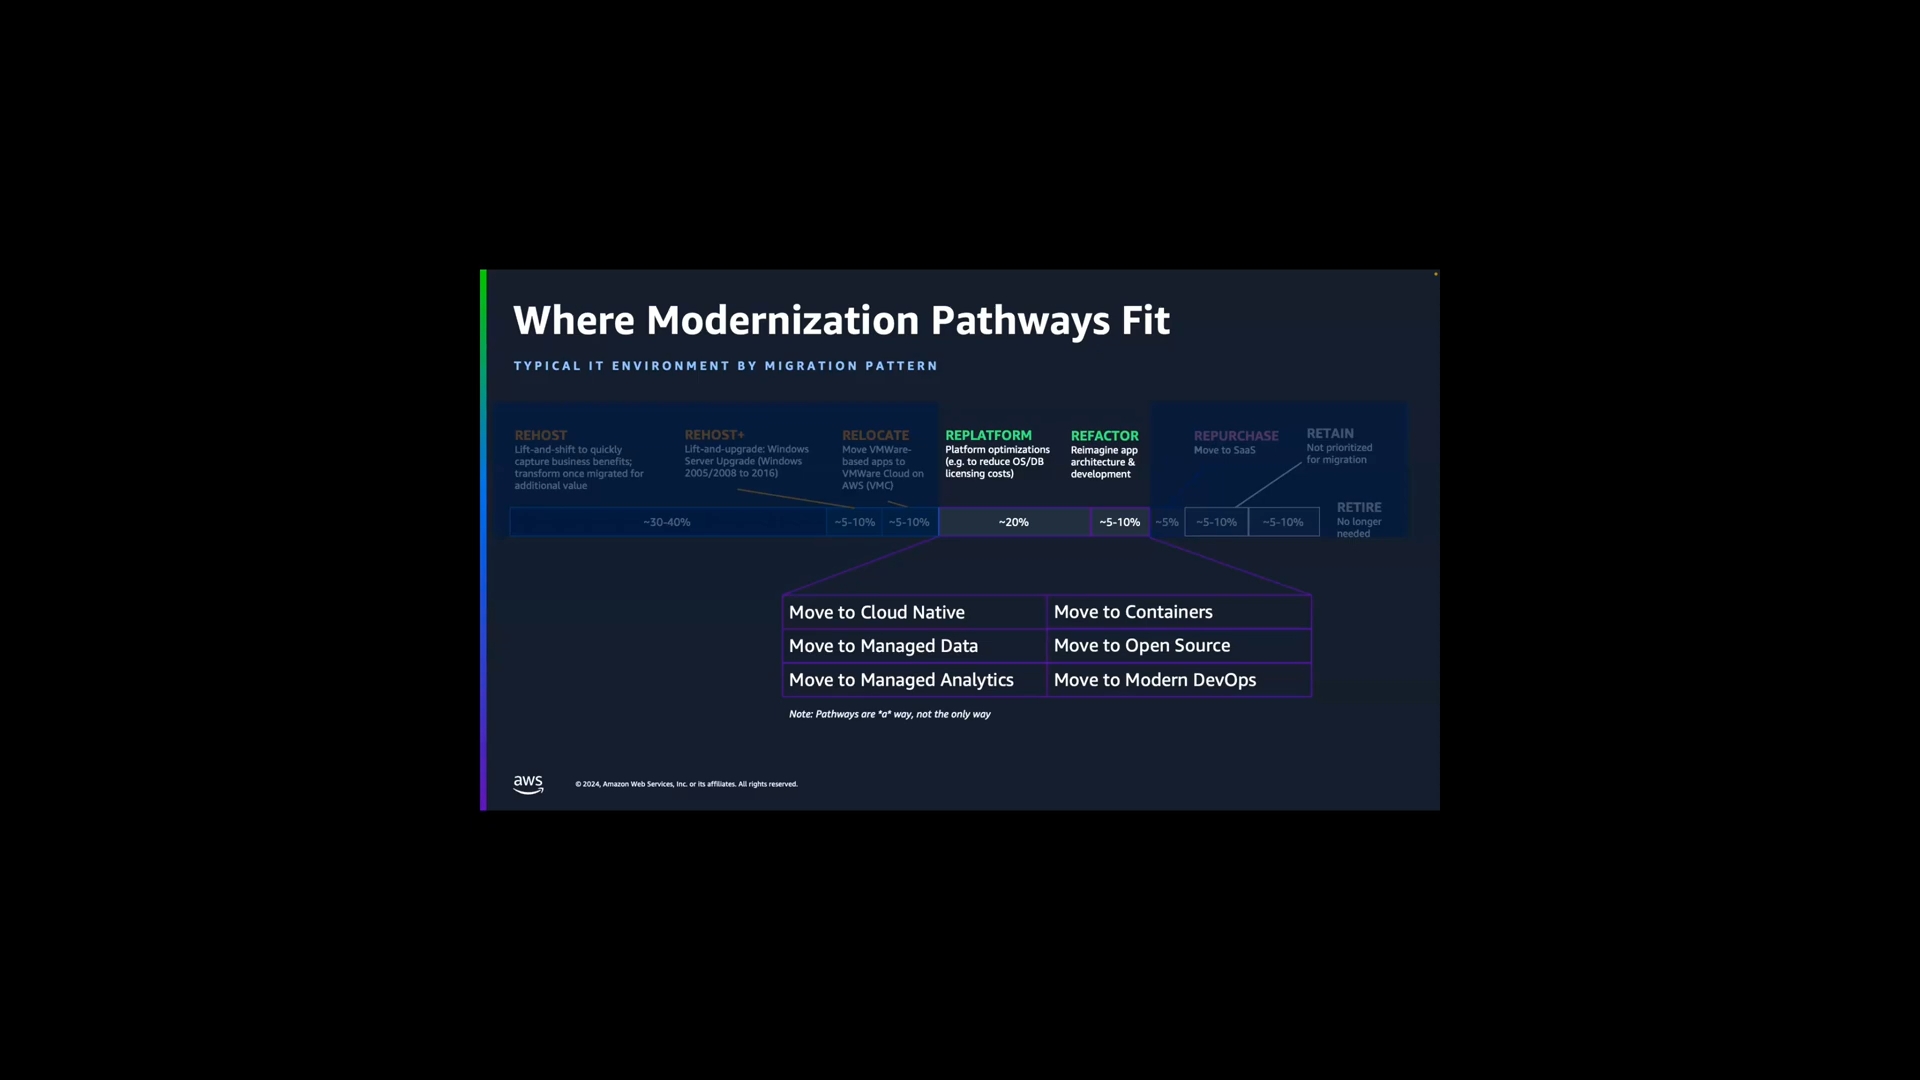 Where Modernization Pathways Fit
TYPICAL IT ENVIRONMENT BY MIGRATION PATTERN
REHOST
Lift-and-shift to quickly
capture business benefits;
transform once migrated for
additional value
REHOST+
Lift-and-upgrade: Windows
Server Upgrade (Windows
2005/2008 to 2016)
RELOCATE
Move VMWare-
based apps to
VMWare Cloud on
AWS (VMC)
REPLATFORM
Platform optimizations
(e.g. to reduce OS/DB
licensing costs)
REFACTOR
Reimagine app
architecture &
development
REPURCHASE
Move to SaaS
RETAIN
Not prioritized
for migration
RETIRE
No longer
needed
~30-40%
~5-10%
~5-10%
~20%
~5-10%
~5%
~5-10%
~5-10%
Move to Cloud Native
Move to Containers
Move to Managed Data
Move to Open Source
Move to Managed Analytics
Move to Modern DevOps
Note: Pathways are *a* way, not the only way
aws
© 2024, Amazon Web Services, Inc. or its affiliates. All rights reserved.